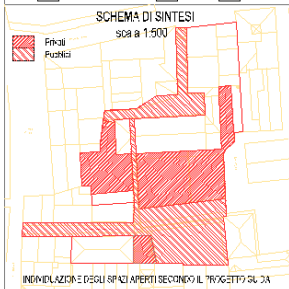 SCHEMA DI SINTESI
sca a 1:500
Privati
Pubblici
INDIVIDUAZIONE DEGLI SPAZI APERTI SECONDO IL PROGETTO GUIDA